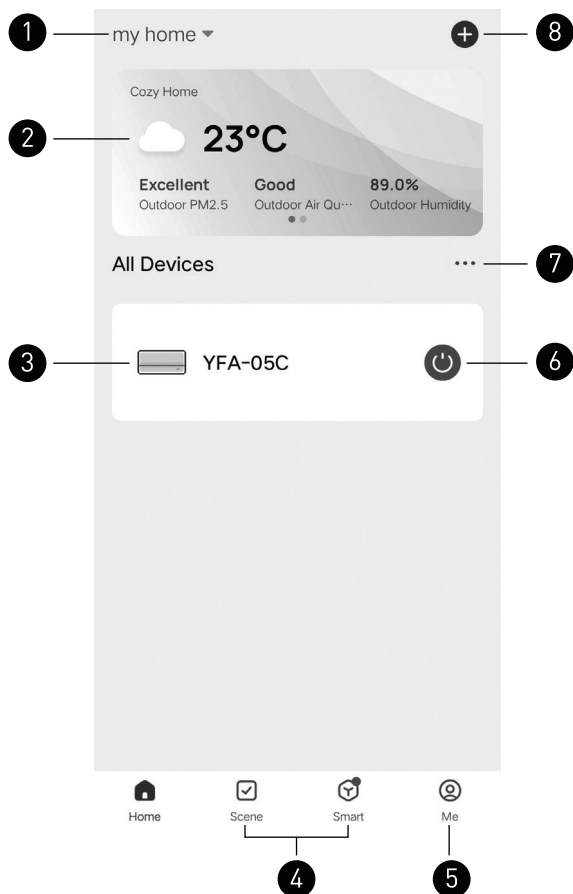 1
my home
8
Cozy Home
2
23°C
Excellent Good 89.0%
Outdoor PM2.5 Outdoor Air Qu··· Outdoor Humidity
All Devices
7
3
YFA-05C
6
Home Scene Smart Me
4
5